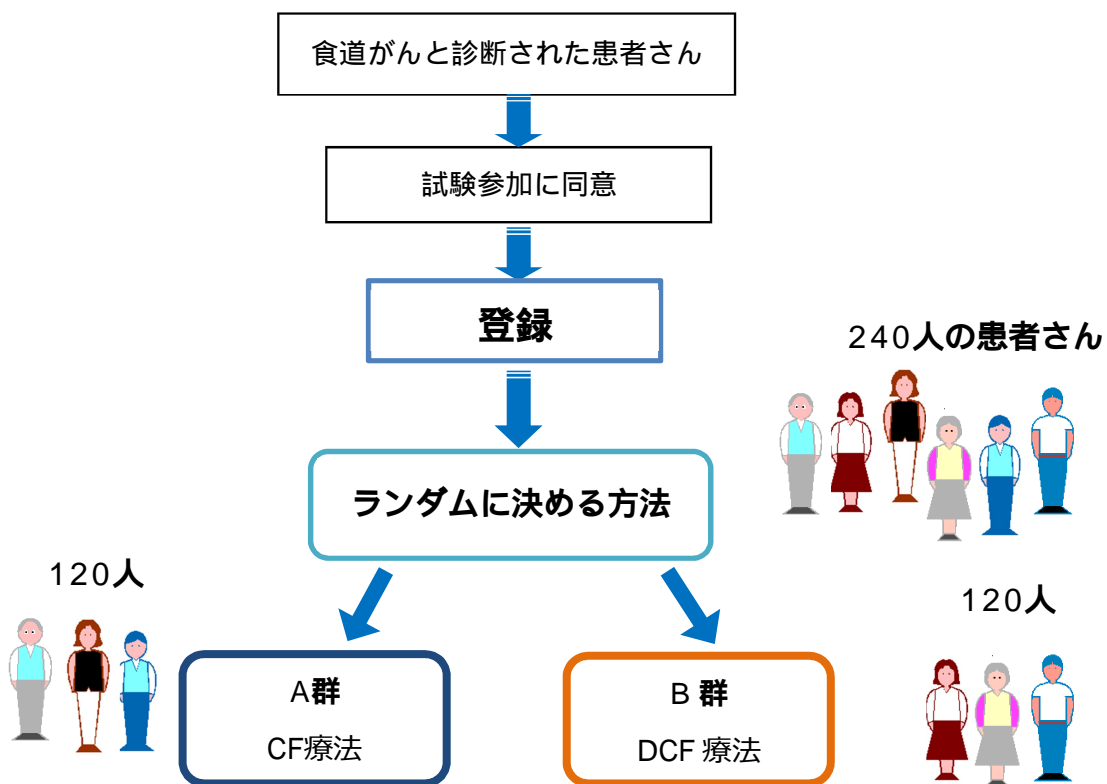 食道がんと診断された患者さん
試験参加に同意
登録
240人の患者さん
ランダムに決める方法
120人
120人
A群
CF療法
B 群
DCF 療法